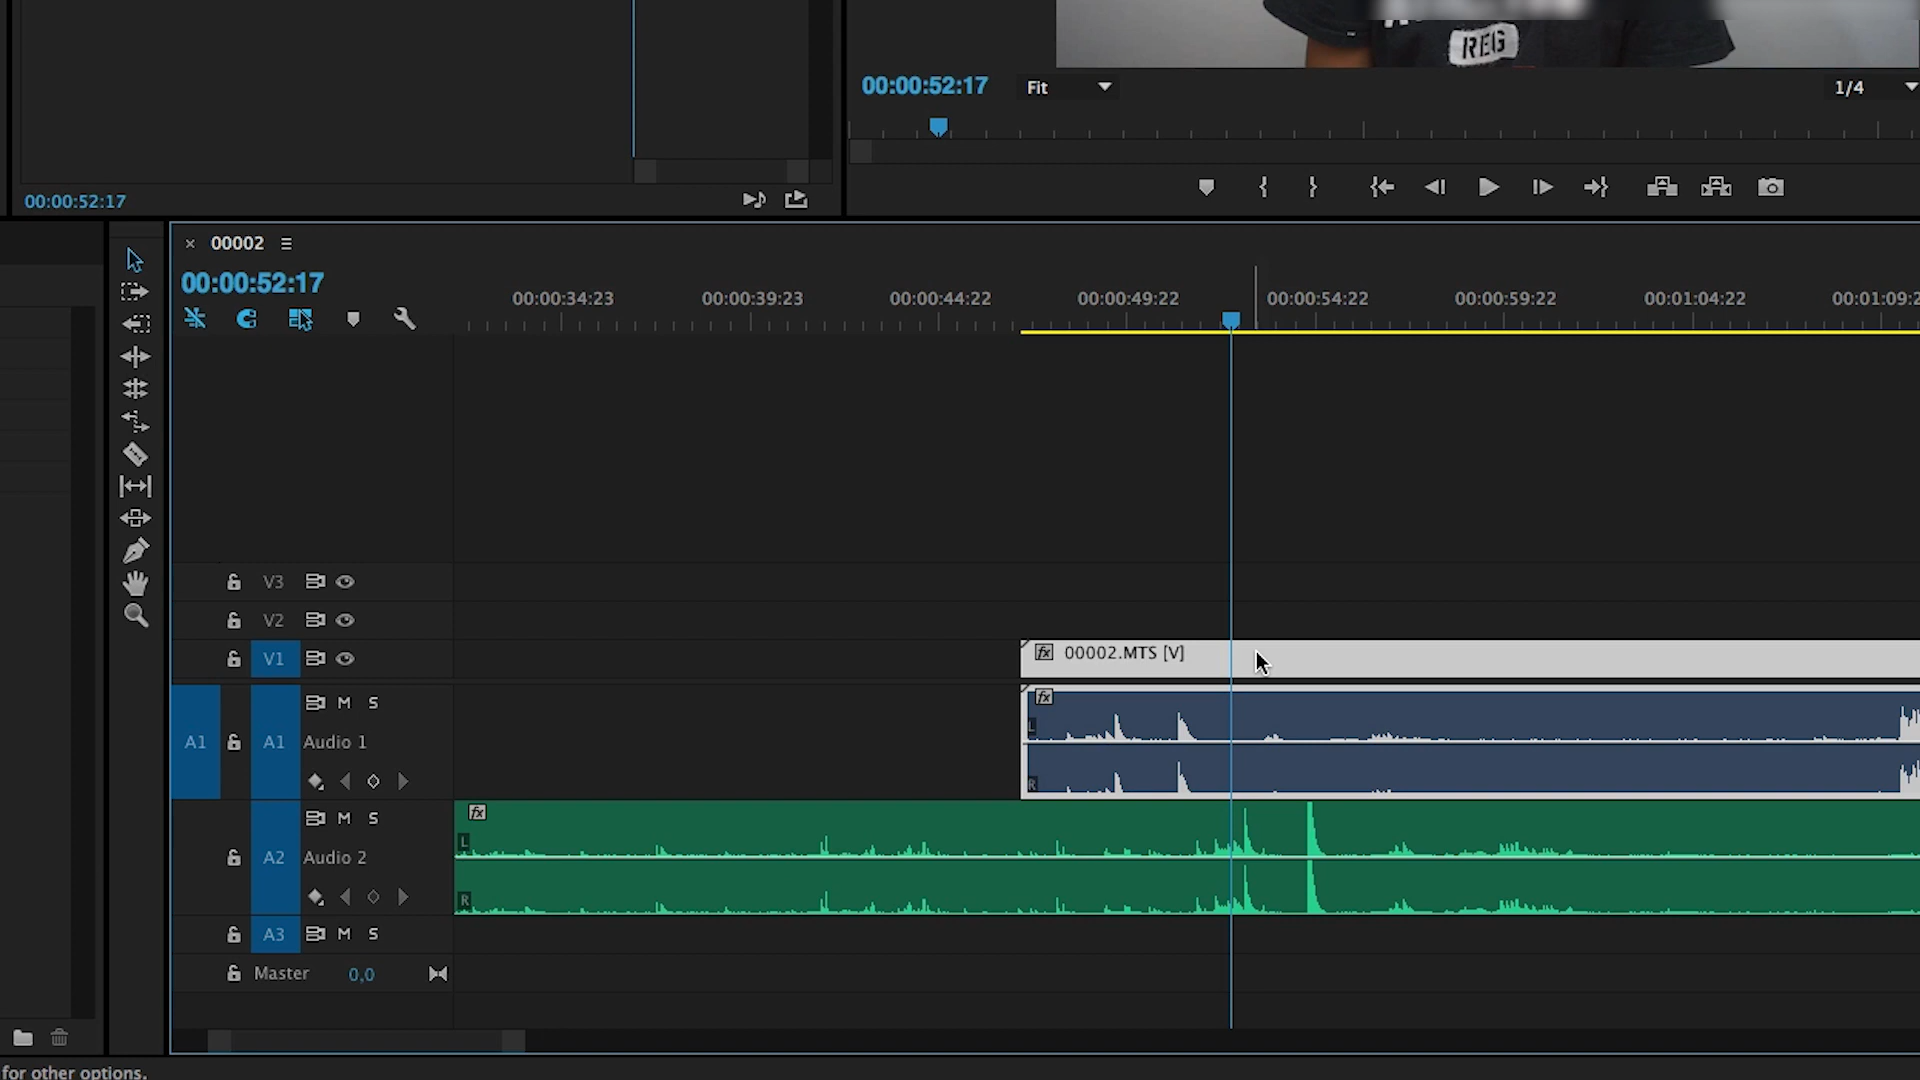 REG
00:00:52:17
Fit
1/4
00:00:52:17
× 00002
00:00:52:17
00:00:34:23
00:00:39:23
00:00:44:22
00:00:49:22
00:00:54:22
00:00:59:22
00:01:04:22
00:01:09:2
V3
V2
V1
fx 00002.MTS [V]
M S
fx
A1
A1
Audio 1
L
R
M S
fx
A2
Audio 2
L
R
A3
M S
Master
0,0
for other options.